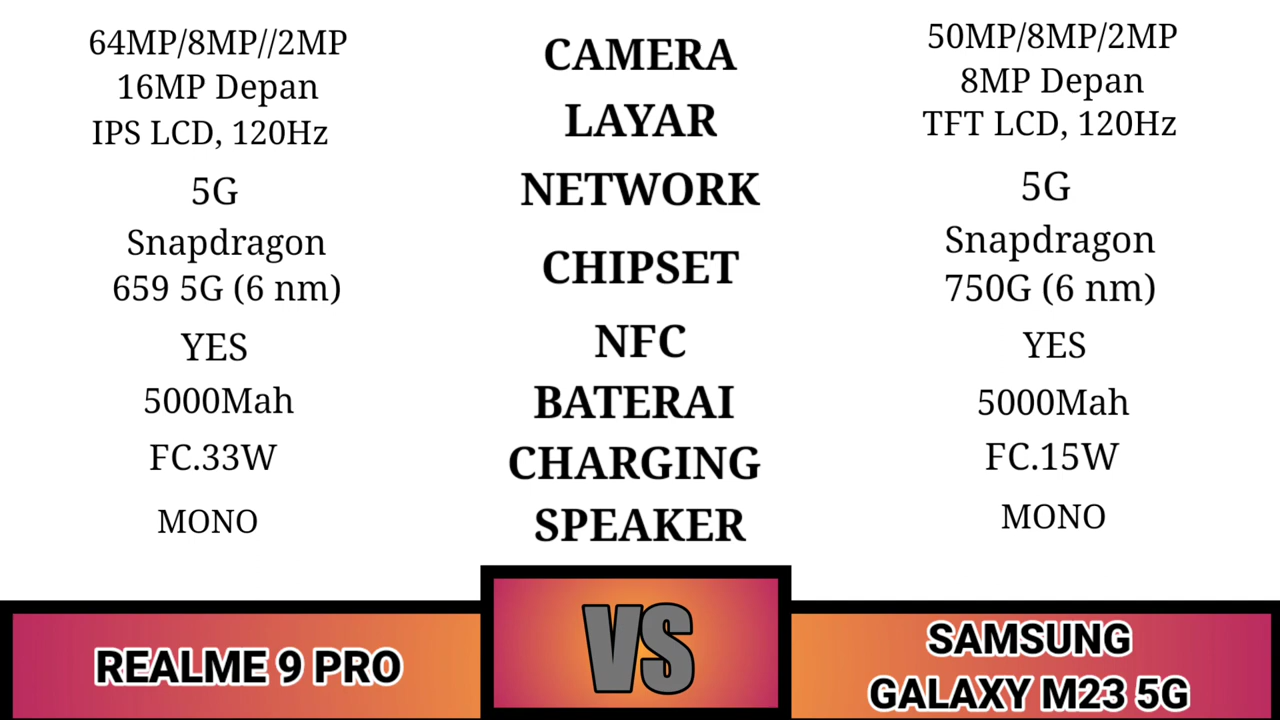 64MP/8MP//2MP
16MP Depan
IPS LCD, 120Hz
5G
Snapdragon
659 5G (6 nm)
YES
5000Mah
FC.33W
MONO
CAMERA
LAYAR
NETWORK
CHIPSET
NFC
BATERAI
CHARGING
SPEAKER
50MP/8MP/2MP
8MP Depan
TFT LCD, 120Hz
5G
Snapdragon
750G (6 nm)
YES
5000Mah
FC.15W
MONO
REALME 9 PRO
VS
SAMSUNG
GALAXY M23 5G